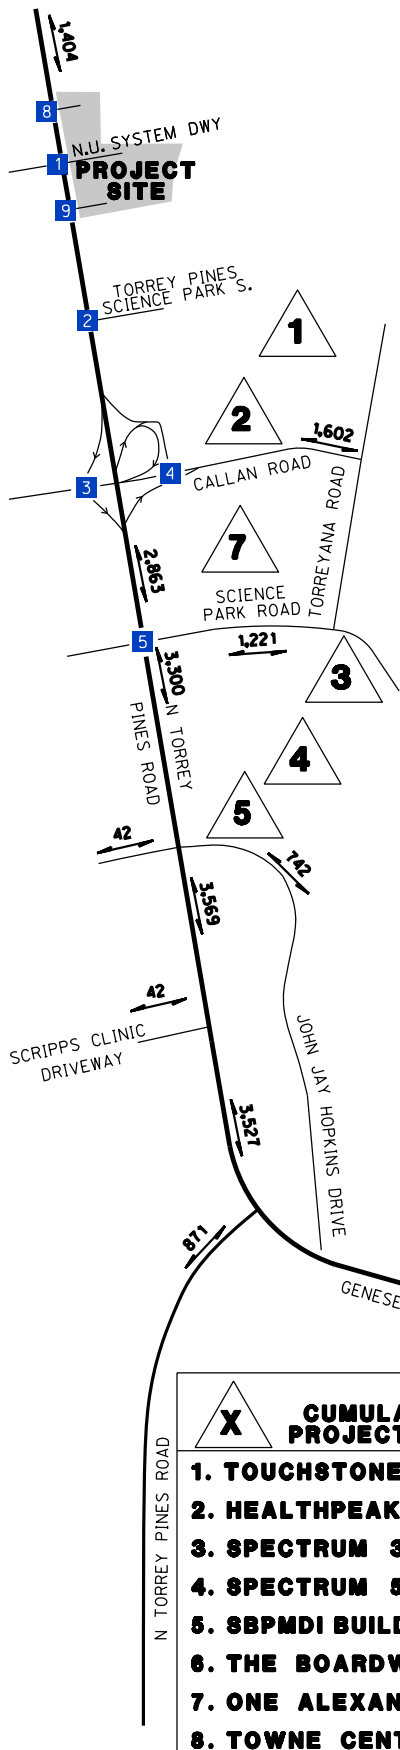 1,404
8
N.U. SYSTEM DWY
1
PROJECT
SITE
9
TORREY PINES
SCIENCE PARK S.
2
1
2
1,602
4
3
CALLAN ROAD
TORREYANA ROAD
7
2,863
SCIENCE
PARK ROAD
5
1,221
3,300
3
N TORREY
PINES ROAD
4
5
42
742
3,569
42
SCRIPPS CLINIC
DRIVEWAY
JOHN JAY HOPKINS DRIVE
3,527
871
GENESE
X
CUMULA
PROJECT
N TORREY PINES ROAD
1. TOUCHSTONE
2. HEALTHPEAK
3. SPECTRUM 3
4. SPECTRUM 5
5. SBPMDI BUILD
6. THE BOARDW
7. ONE ALEXAN
8. TOWNE CENT